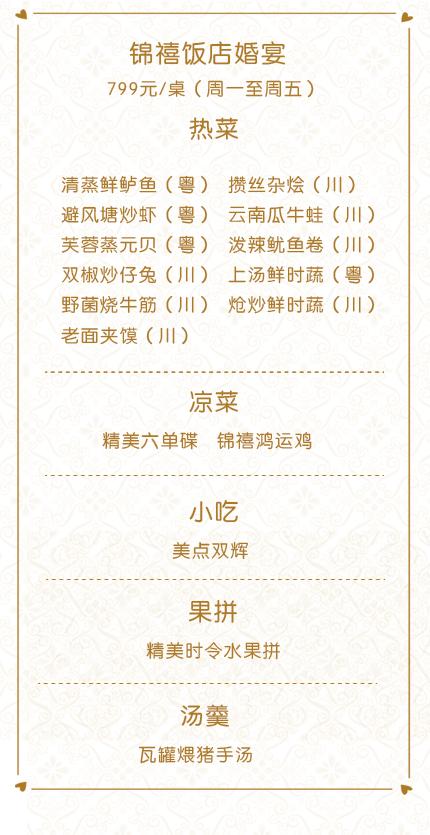 锦禧饭店婚宴
799元/桌（周一至周五）
热菜
清蒸鲜鲈鱼（粤） 攒丝杂烩（川）
避风塘炒虾（粤） 云南瓜牛蛙（川）
芙蓉蒸元贝（粤） 泼辣鱿鱼卷（川）
双椒炒仔兔（川） 上汤鲜时蔬（粤）
野菌烧牛筋（川） 炝炒鲜时蔬（川）
老面夹馍（川）
凉菜
精美六单碟 锦禧鸿运鸡
小吃
美点双辉
果拼
精美时令水果拼
汤羹
瓦罐煨猪手汤